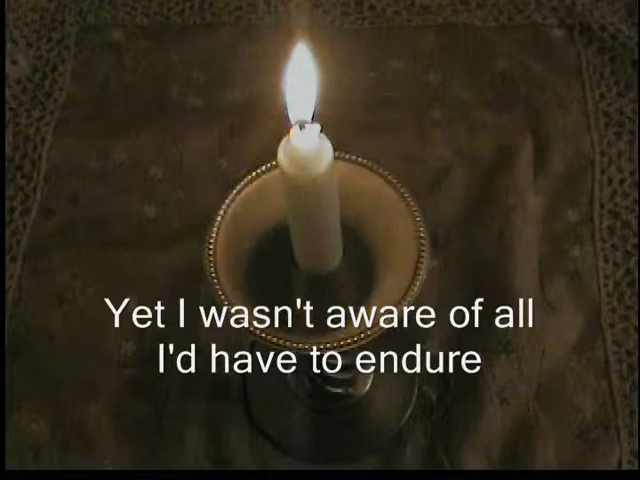 Yet I wasn't aware of all
I'd have to endure